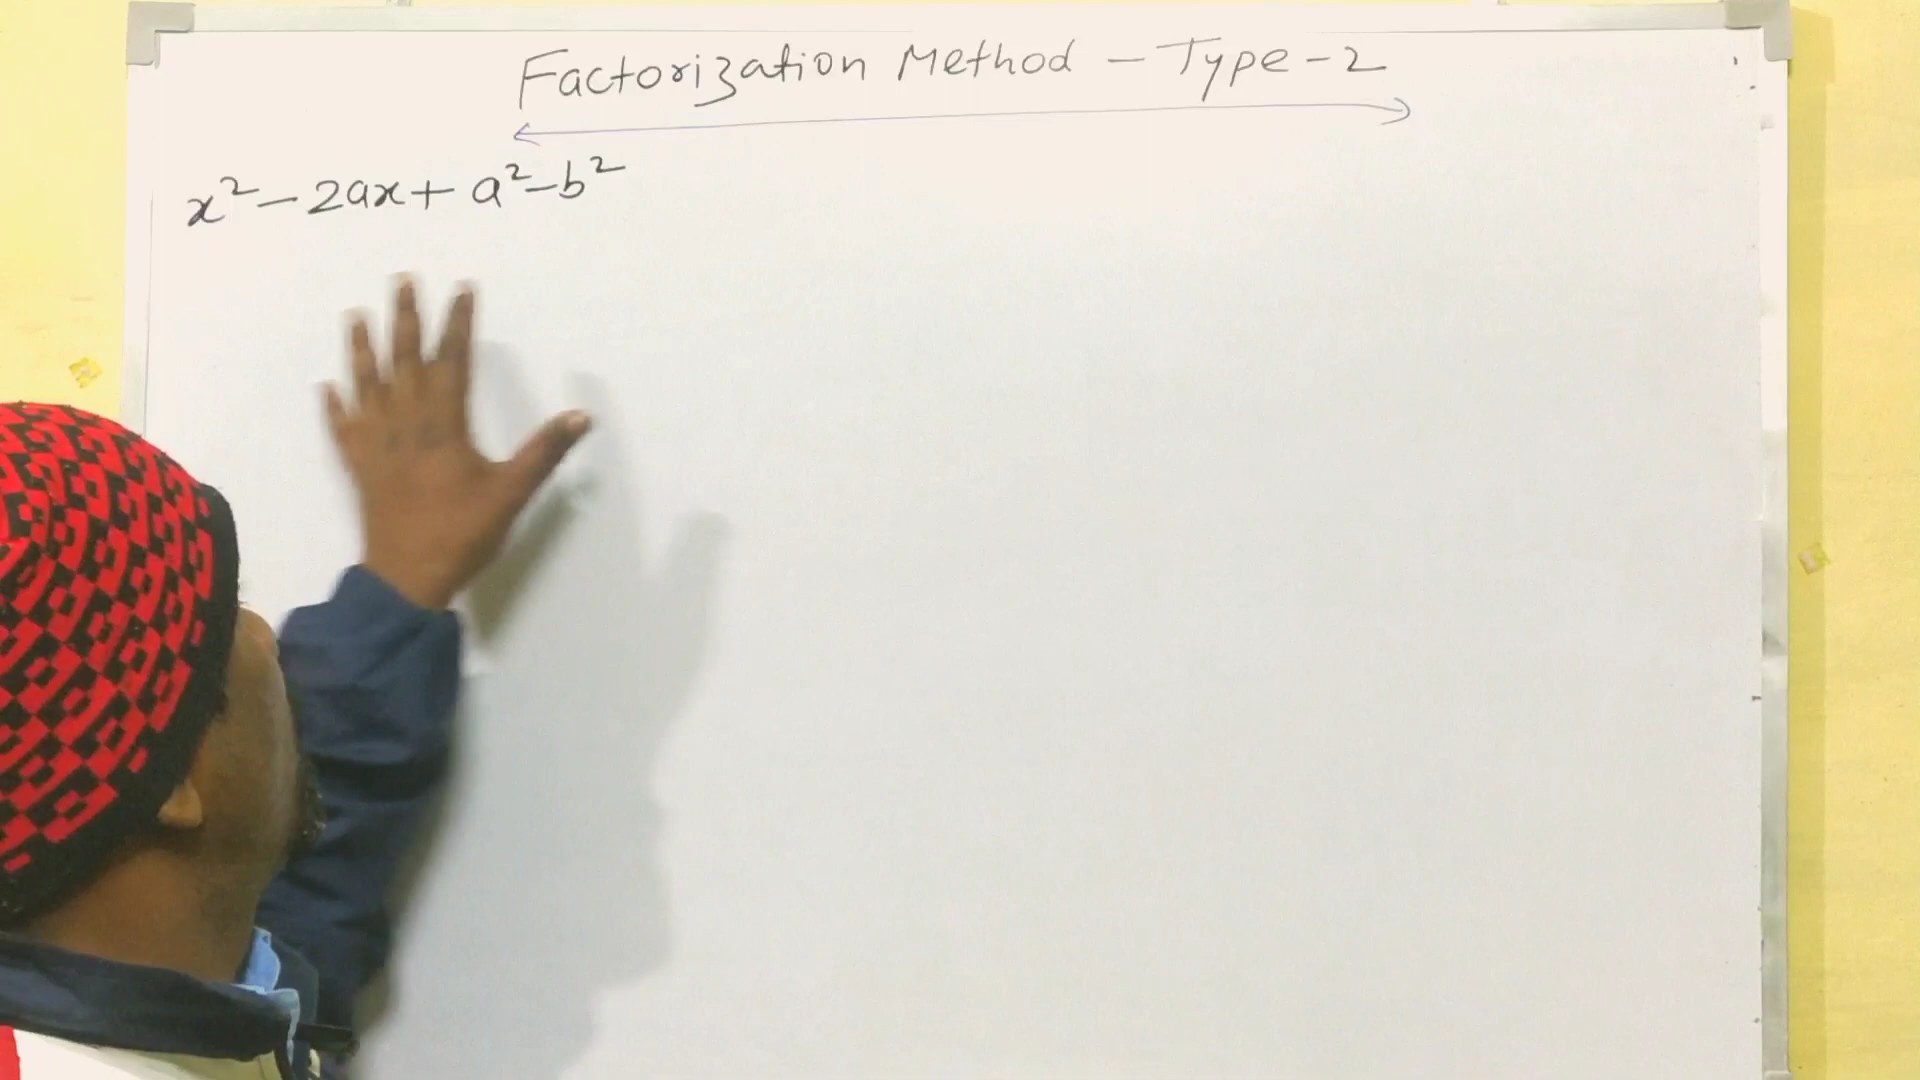 Factorization Method - Type-2
x² - 2ax + a² - b²